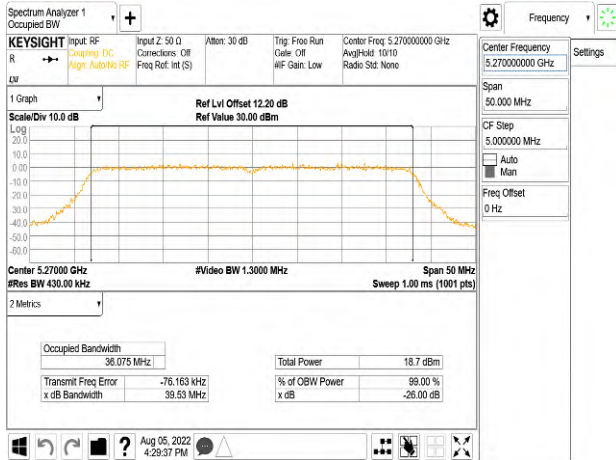 Spectrum Analyzer 1
Occupied BW
Frequency
KEYSIGHT
R
Input: RF
Coupling: DC
Align: Auto/No RF
Input Z: 50 Ω
Corrections: Off
Freq Ref: Int (S)
Atten: 30 dB
Trig: Free Run
Gate: Off
#IF Gain: Low
Center Freq: 5.270000000 GHz
Avg|Hold: 10/10
Radio Std: None
Center Frequency
5.270000000 GHz
Settings
Span
50.000 MHz
CF Step
5.000000 MHz
Auto
Man
Freq Offset
0 Hz
1 Graph
Scale/Div 10.0 dB
Ref Lvl Offset 12.20 dB
Ref Value 30.00 dBm
Log
20.0
10.0
0.00
-10.0
-20.0
-30.0
-40.0
-50.0
-60.0
Center 5.27000 GHz
#Res BW 430.00 kHz
#Video BW 1.3000 MHz
Span 50 MHz
Sweep 1.00 ms (1001 pts)
2 Metrics
Occupied Bandwidth
36.075 MHz
Transmit Freq Error -76.163 kHz
x dB Bandwidth 39.53 MHz
Total Power 18.7 dBm
% of OBW Power 99.00 %
x dB -26.00 dB
Aug 05, 2022
4:29:37 PM